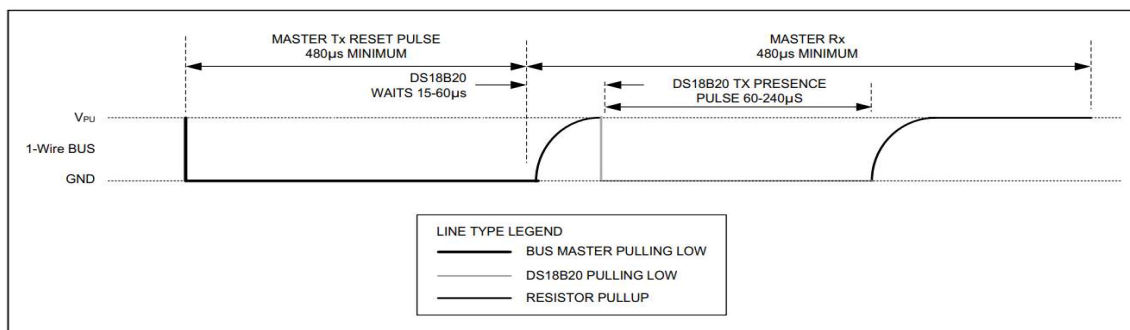 MASTER Tx RESET PULSE
480µs MINIMUM
MASTER Rx
480µs MINIMUM
DS18B20
WAITS 15-60µs
DS18B20 TX PRESENCE
PULSE 60-240µS
VPU
1-Wire BUS
GND
LINE TYPE LEGEND
BUS MASTER PULLING LOW
DS18B20 PULLING LOW
RESISTOR PULLUP